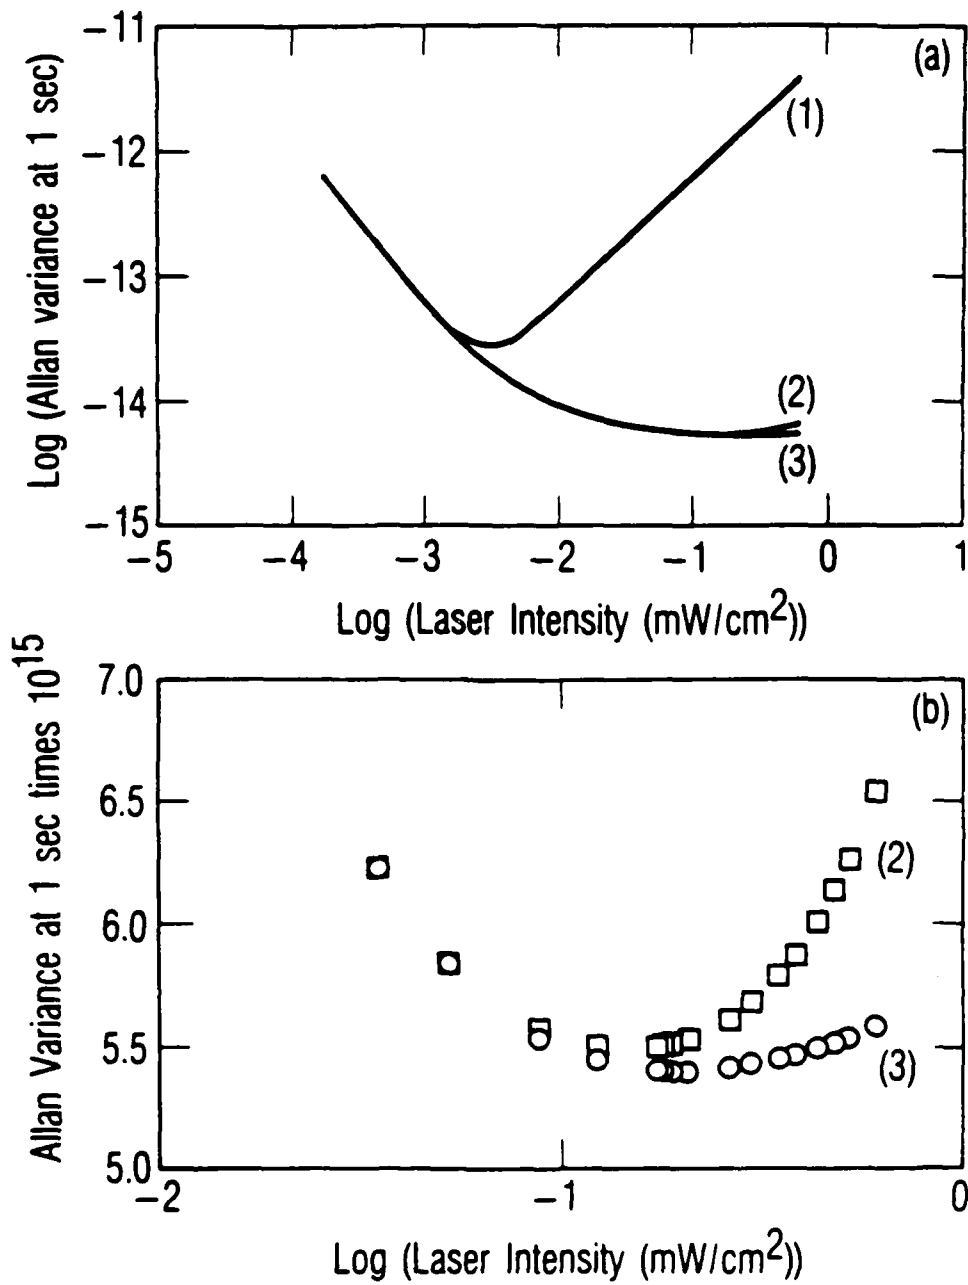 (a)
Log (Allan variance at 1 sec)
−11
−12
−13
−14
−15
(1)
(2)
(3)
−5 −4 −3 −2 −1 0 1
Log (Laser Intensity (mW/cm²))
(b)
Allan Variance at 1 sec times 10¹⁵
7.0
6.5
6.0
5.5
5.0
(2)
(3)
−2 −1 0
Log (Laser Intensity (mW/cm²))